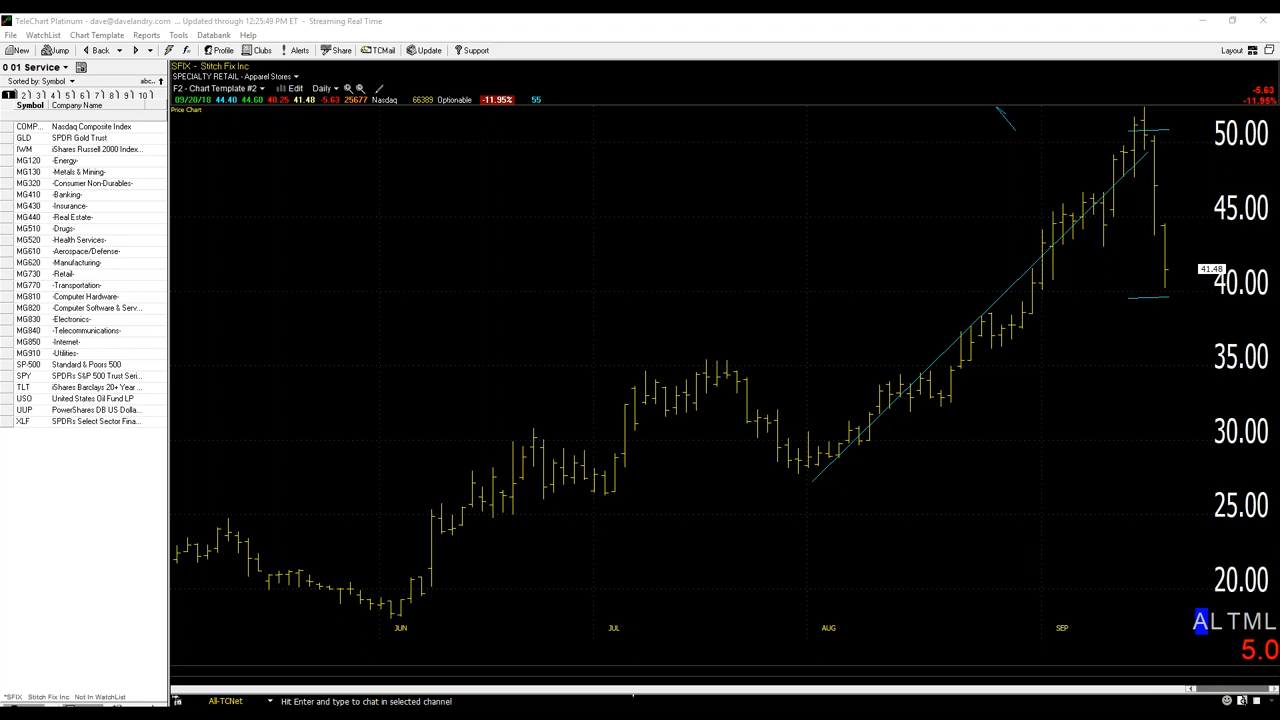 TeleChart Platinum - dave@davelandry.com ... Updated through 12:25:49 PM ET - Streaming Real Time
File WatchList Chart Template Reports Tools Databank Help
New Jump Back Profile Clubs Alerts Share TCMail Update Support Layout
0 01 Service
Sorted by: Symbol abc..
1 2 3 4 5 6 7 8 9 10
Symbol Company Name
COMP... Nasdaq Composite Index
GLD SPDR Gold Trust
IWM iShares Russell 2000 Index...
MG120 -Energy-
MG130 -Metals & Mining-
MG320 -Consumer Non-Durables-
MG410 -Banking-
MG430 -Insurance-
MG440 -Real Estate-
MG510 -Drugs-
MG520 -Health Services-
MG610 -Aerospace/Defense-
MG620 -Manufacturing-
MG730 -Retail-
MG770 -Transportation-
MG810 -Computer Hardware-
MG820 -Computer Software & Serv...
MG830 -Electronics-
MG840 -Telecommunications-
MG850 -Internet-
MG910 -Utilities-
SP-500 Standard & Poors 500
SPY SPDRs S&P 500 Trust Seri...
TLT iShares Barclays 20+ Year ...
USO United States Oil Fund LP
UUP PowerShares DB US Dolla...
XLF SPDRs Select Sector Fina...
*SFIX Stitch Fix Inc Not In WatchList
SFIX - Stitch Fix Inc
SPECIALTY RETAIL - Apparel Stores
F2 - Chart Template #2 Edit Daily
09/20/18 44.40 44.60 40.25 41.48 -5.63 25677 Nasdaq 66389 Optionable -11.95% 55
-5.63
-11.95%
Price Chart
50.00
45.00
41.48
40.00
35.00
30.00
25.00
20.00
JUN JUL AUG SEP
ALTML
5.0
All-TCNet Hit Enter and type to chat in selected channel